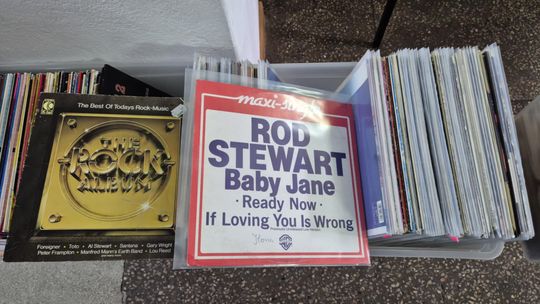 The Best Of Todays Rock-Music
THE
ROCK
ALBUM
Foreigner · Toto · Al Stewart · Santana · Gary Wright
Peter Frampton · Manfred Mann's Earth Band · Lou Reed
maxi-single
ROD
STEWART
Baby Jane
· Ready Now ·
If Loving You Is Wrong